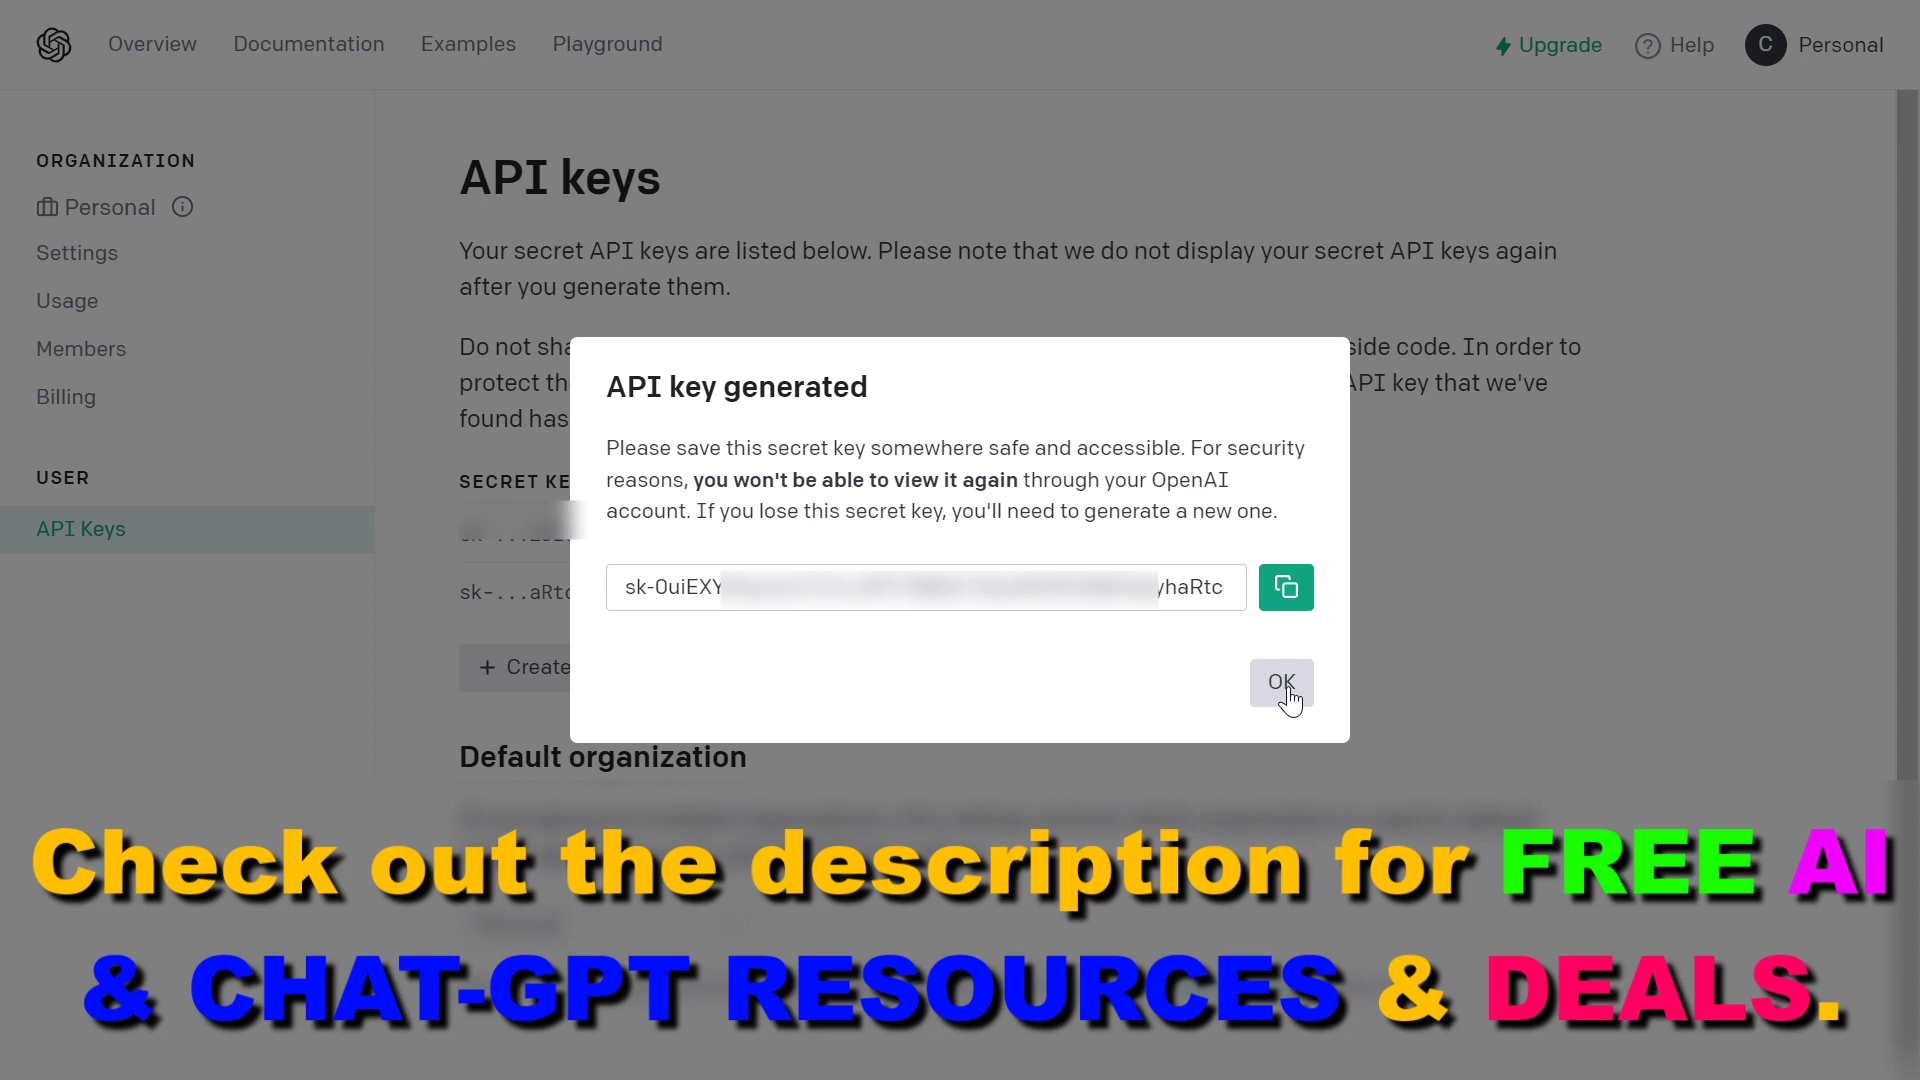 Overview Documentation Examples Playground Upgrade Help C Personal
ORGANIZATION
Personal
Settings
Usage
Members
Billing
USER
API Keys
API keys
Your secret API keys are listed below. Please note that we do not display your secret API keys again
after you generate them.
Do not side code. In order to
protect API key that we've
found has
SECRET
sk-...aRtc
+ Create
API key generated
Please save this secret key somewhere safe and accessible. For security
reasons, you won't be able to view it again through your OpenAI
account. If you lose this secret key, you'll need to generate a new one.
OK
Default organization
Check out the description for FREE AI
& CHAT-GPT RESOURCES & DEALS.